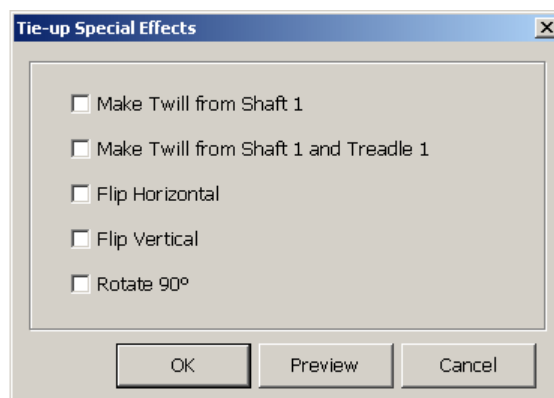 Tie-up Special Effects
Make Twill from Shaft 1
Make Twill from Shaft 1 and Treadle 1
Flip Horizontal
Flip Vertical
Rotate 90º
OK Preview Cancel